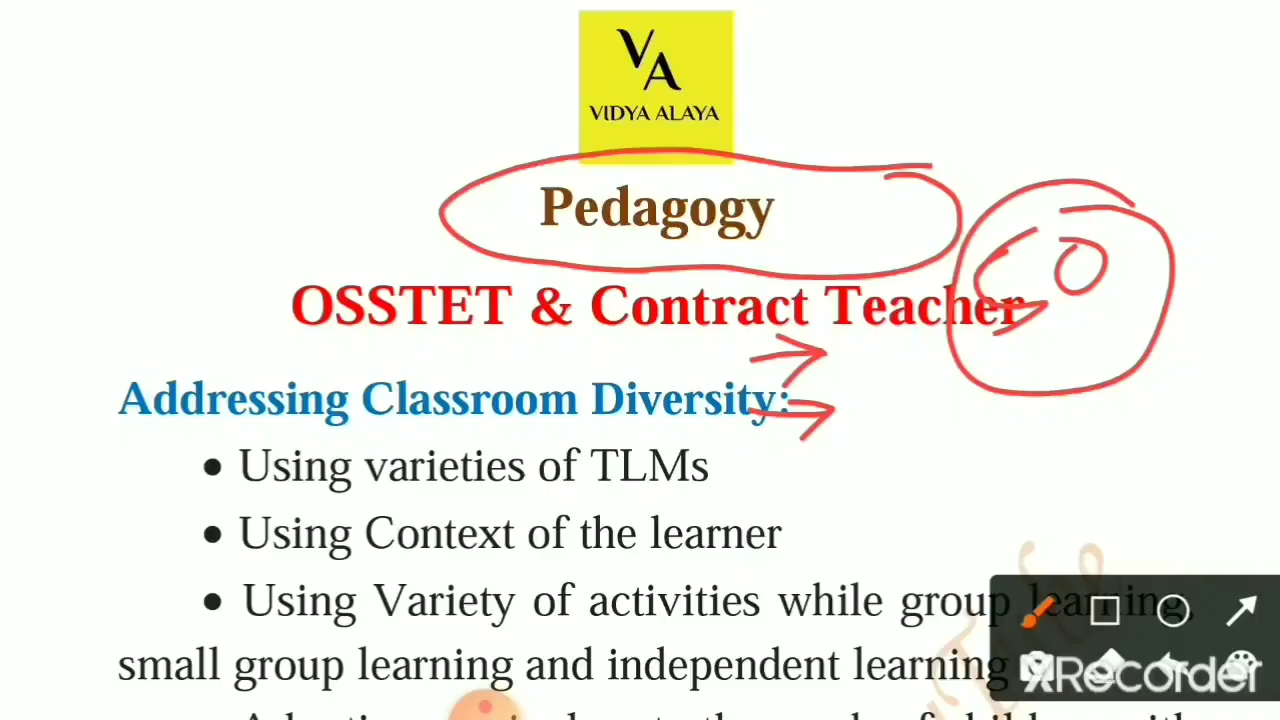 VA
VIDYA ALAYA
Pedagogy
OSSTET & Contract Teacher
Addressing Classroom Diversity:
• Using varieties of TLMs
• Using Context of the learner
• Using Variety of activities while group learning,
small group learning and independent learning
XRecorder